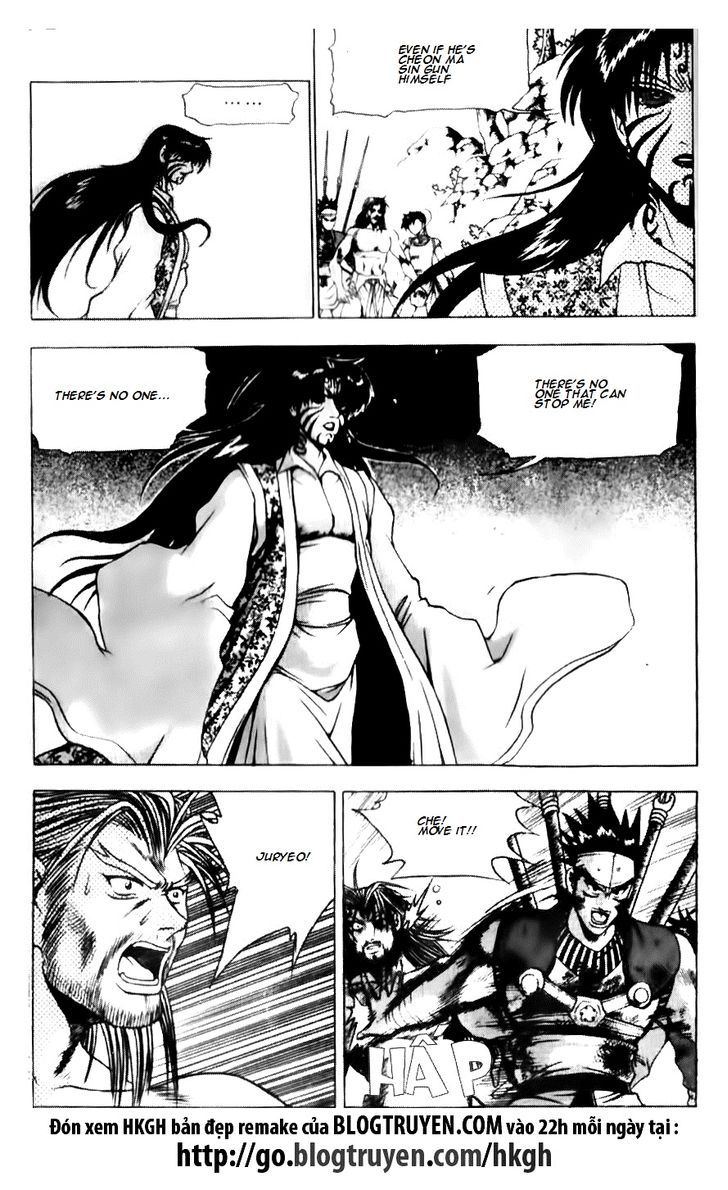 ......
EVEN IF HE'S
CHEON MA
SIN GUN
HIMSELF
THERE'S NO ONE...
THERE'S NO
ONE THAT CAN
STOP ME!
JURYEO!
CHE!
MOVE IT!!
HẤP
Đón xem HKGH bản đẹp remake của BLOGTRUYEN.COM vào 22h mỗi ngày tại :
http://go.blogtruyen.com/hkgh